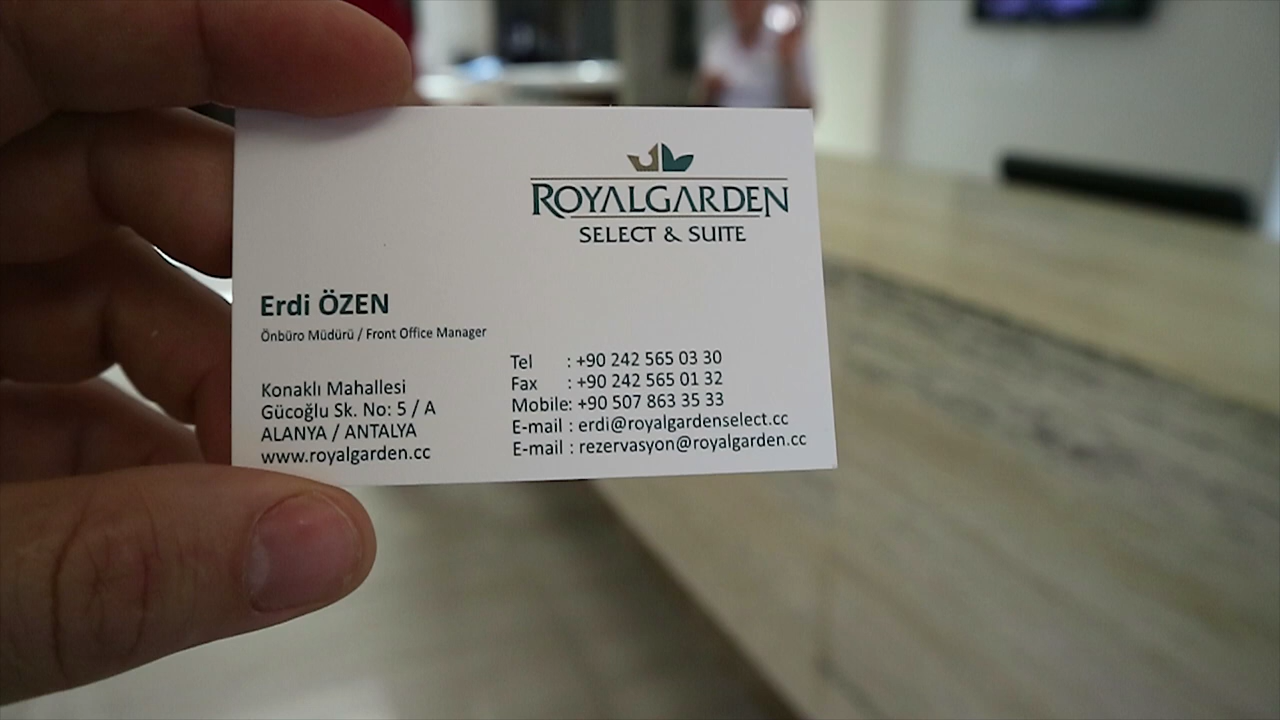 ROYALGARDEN
SELECT & SUITE
Erdi ÖZEN
Önbüro Müdürü / Front Office Manager
Konaklı Mahallesi
Gücoğlu Sk. No: 5 / A
ALANYA / ANTALYA
www.royalgarden.cc
Tel : +90 242 565 03 30
Fax : +90 242 565 01 32
Mobile: +90 507 863 35 33
E-mail : erdi@royalgardenselect.cc
E-mail : rezervasyon@royalgarden.cc